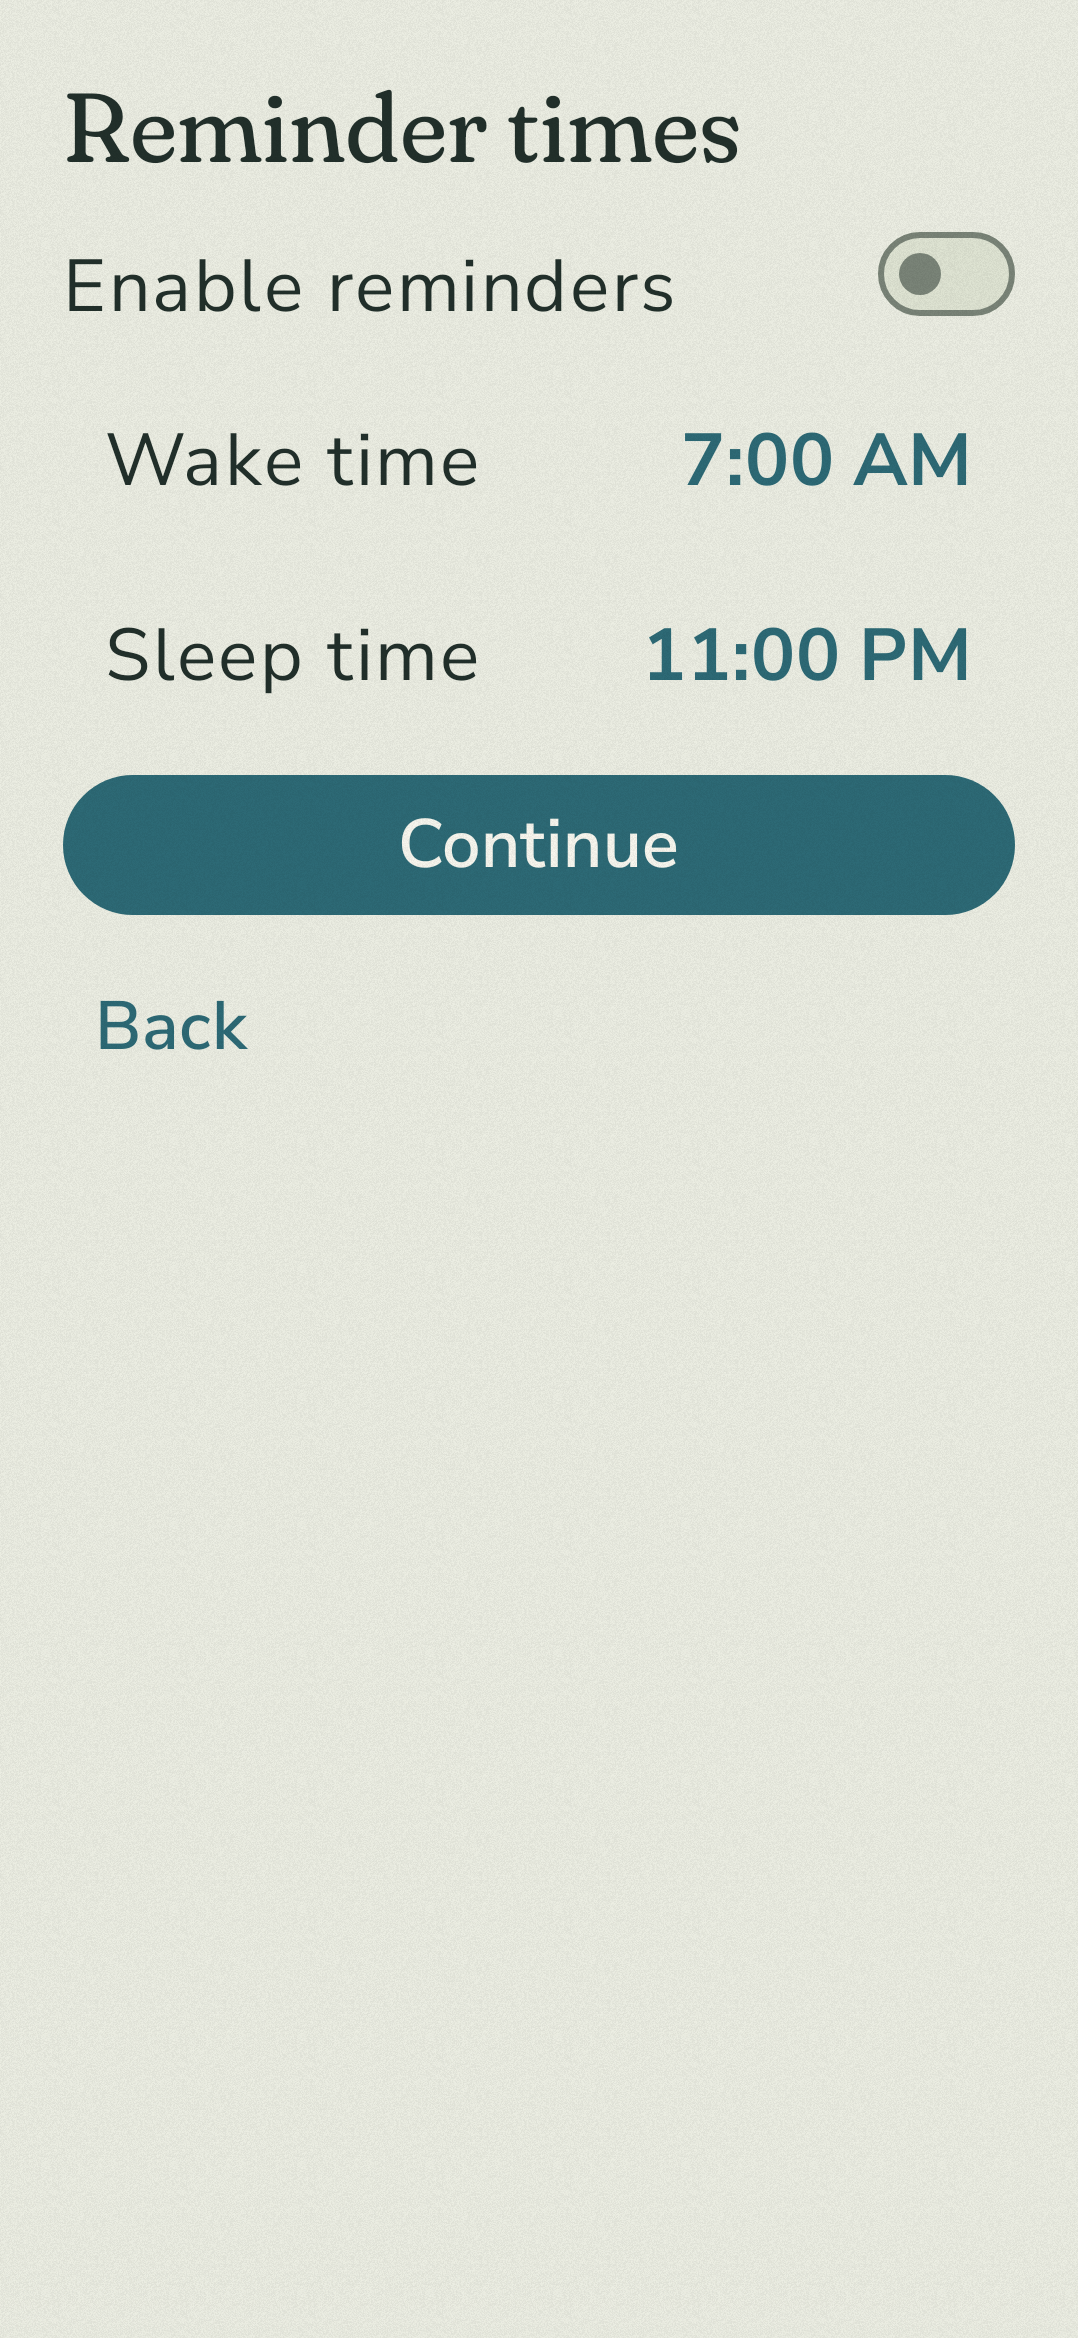 Reminder times
Enable reminders
Wake time 7:00 AM
Sleep time 11:00 PM
Continue
Back